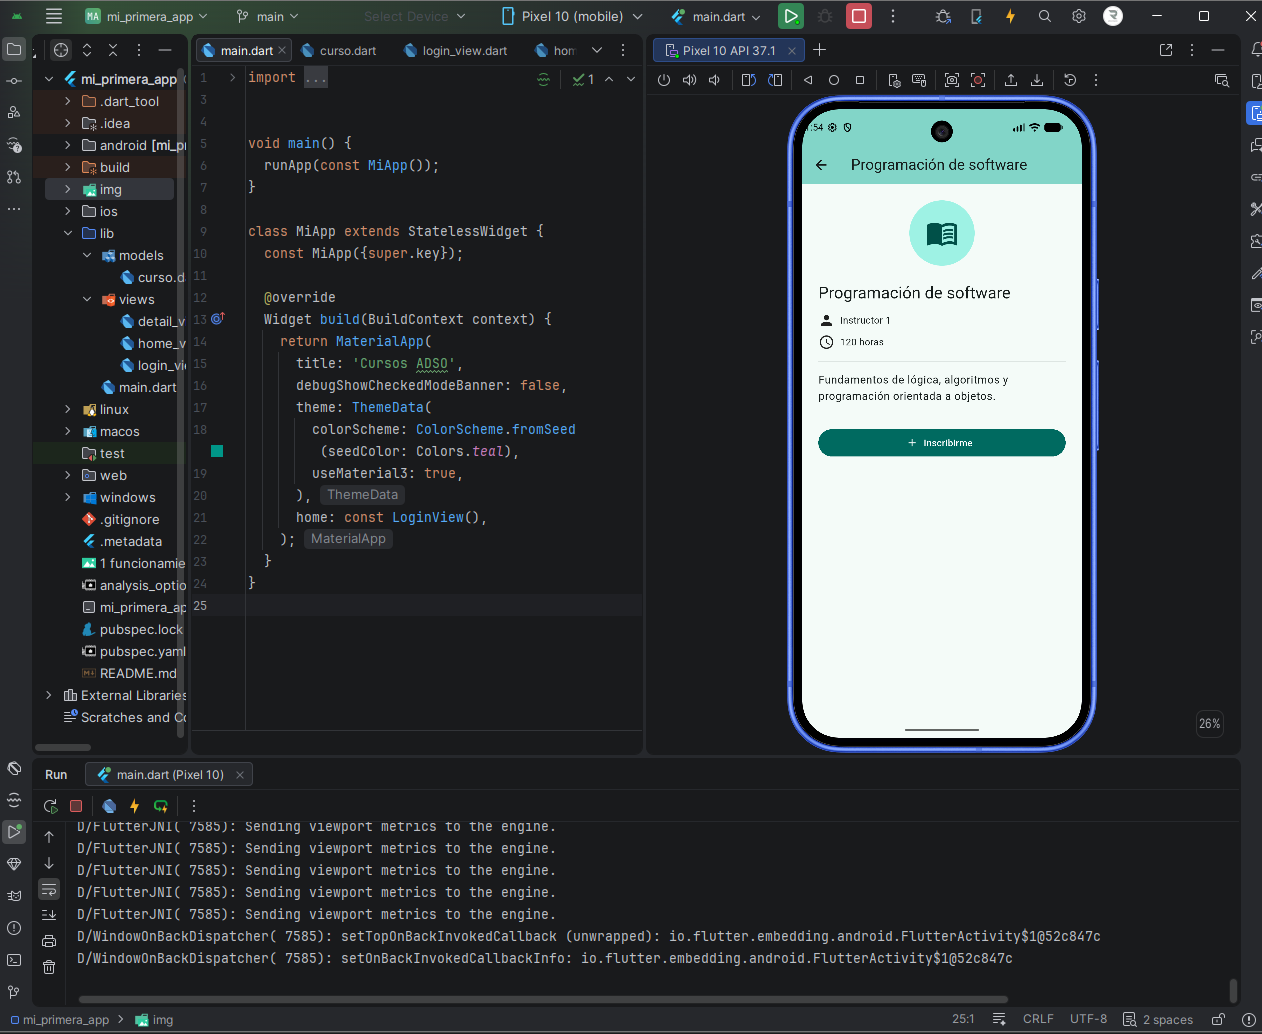 MA mi_primera_app
main
Select Device
Pixel 10 (mobile)
main.dart
mi_primera_app
.dart_tool
.idea
android [mi_pr
build
img
ios
lib
models
curso.d
views
detail_v
home_v
login_vie
main.dart
linux
macos
test
web
windows
.gitignore
.metadata
1 funcionamie
analysis_optio
mi_primera_ap
pubspec.lock
pubspec.yaml
README.md
External Libraries
Scratches and Co
main.dart
curso.dart
login_view.dart
hom
1
1 import ...
3
4
5 void main() {
6 runApp(const MiApp());
7 }
8
9 class MiApp extends StatelessWidget {
10 const MiApp({super.key});
11
12 @override
13 Widget build(BuildContext context) {
14 return MaterialApp(
15 title: 'Cursos ADSO',
16 debugShowCheckedModeBanner: false,
17 theme: ThemeData(
18 colorScheme: ColorScheme.fromSeed
(seedColor: Colors.teal),
19 useMaterial3: true,
20 ), ThemeData
21 home: const LoginView(),
22 ); MaterialApp
23 }
24 }
25
Pixel 10 API 37.1
:54
Programación de software
Programación de software
Instructor 1
120 horas
Fundamentos de lógica, algoritmos y
programación orientada a objetos.
+ Inscribirme
26%
Run
main.dart (Pixel 10)
D/FlutterJNI( 7585): Sending viewport metrics to the engine.
D/FlutterJNI( 7585): Sending viewport metrics to the engine.
D/FlutterJNI( 7585): Sending viewport metrics to the engine.
D/FlutterJNI( 7585): Sending viewport metrics to the engine.
D/FlutterJNI( 7585): Sending viewport metrics to the engine.
D/WindowOnBackDispatcher( 7585): setTopOnBackInvokedCallback (unwrapped): io.flutter.embedding.android.FlutterActivity$1@52c847c
D/WindowOnBackDispatcher( 7585): setOnBackInvokedCallbackInfo: io.flutter.embedding.android.FlutterActivity$1@52c847c
mi_primera_app > img
25:1
CRLF
UTF-8
2 spaces